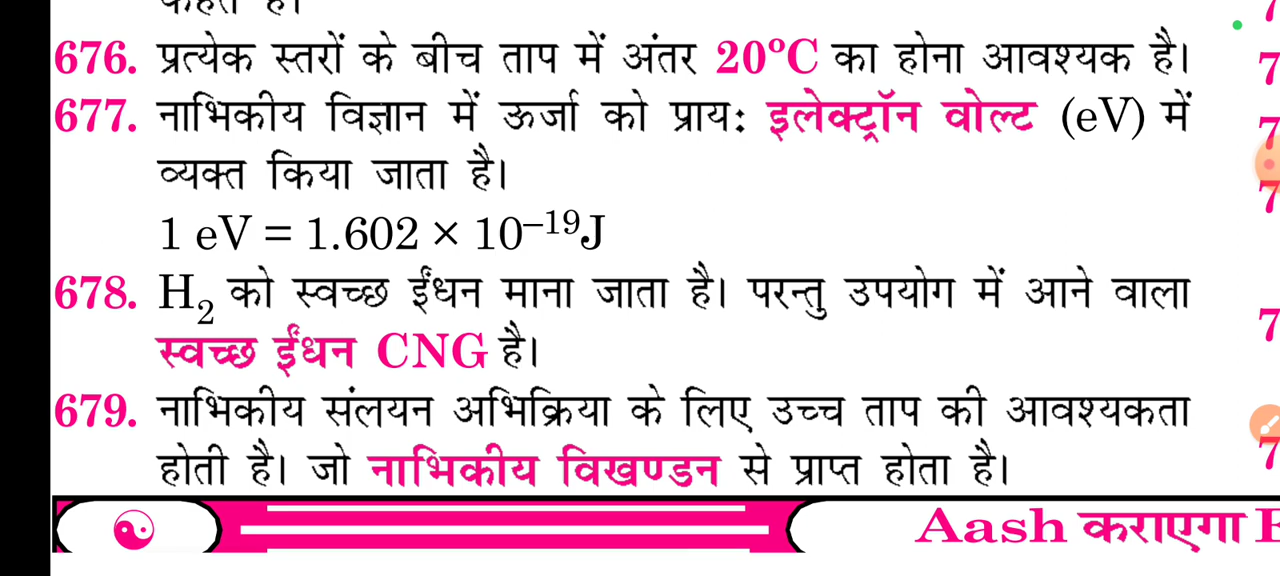 676. प्रत्येक स्तरों के बीच ताप में अंतर 20ºC का होना आवश्यक है।
677. नाभिकीय विज्ञान में ऊर्जा को प्रायः इलेक्ट्रॉन वोल्ट (eV) में
व्यक्त किया जाता है।
1 eV = 1.602 × 10⁻¹⁹J
678. H₂ को स्वच्छ ईंधन माना जाता है। परन्तु उपयोग में आने वाला
स्वच्छ ईंधन CNG है।
679. नाभिकीय संलयन अभिक्रिया के लिए उच्च ताप की आवश्यकता
होती है। जो नाभिकीय विखण्डन से प्राप्त होता है।
Aash कराएगा